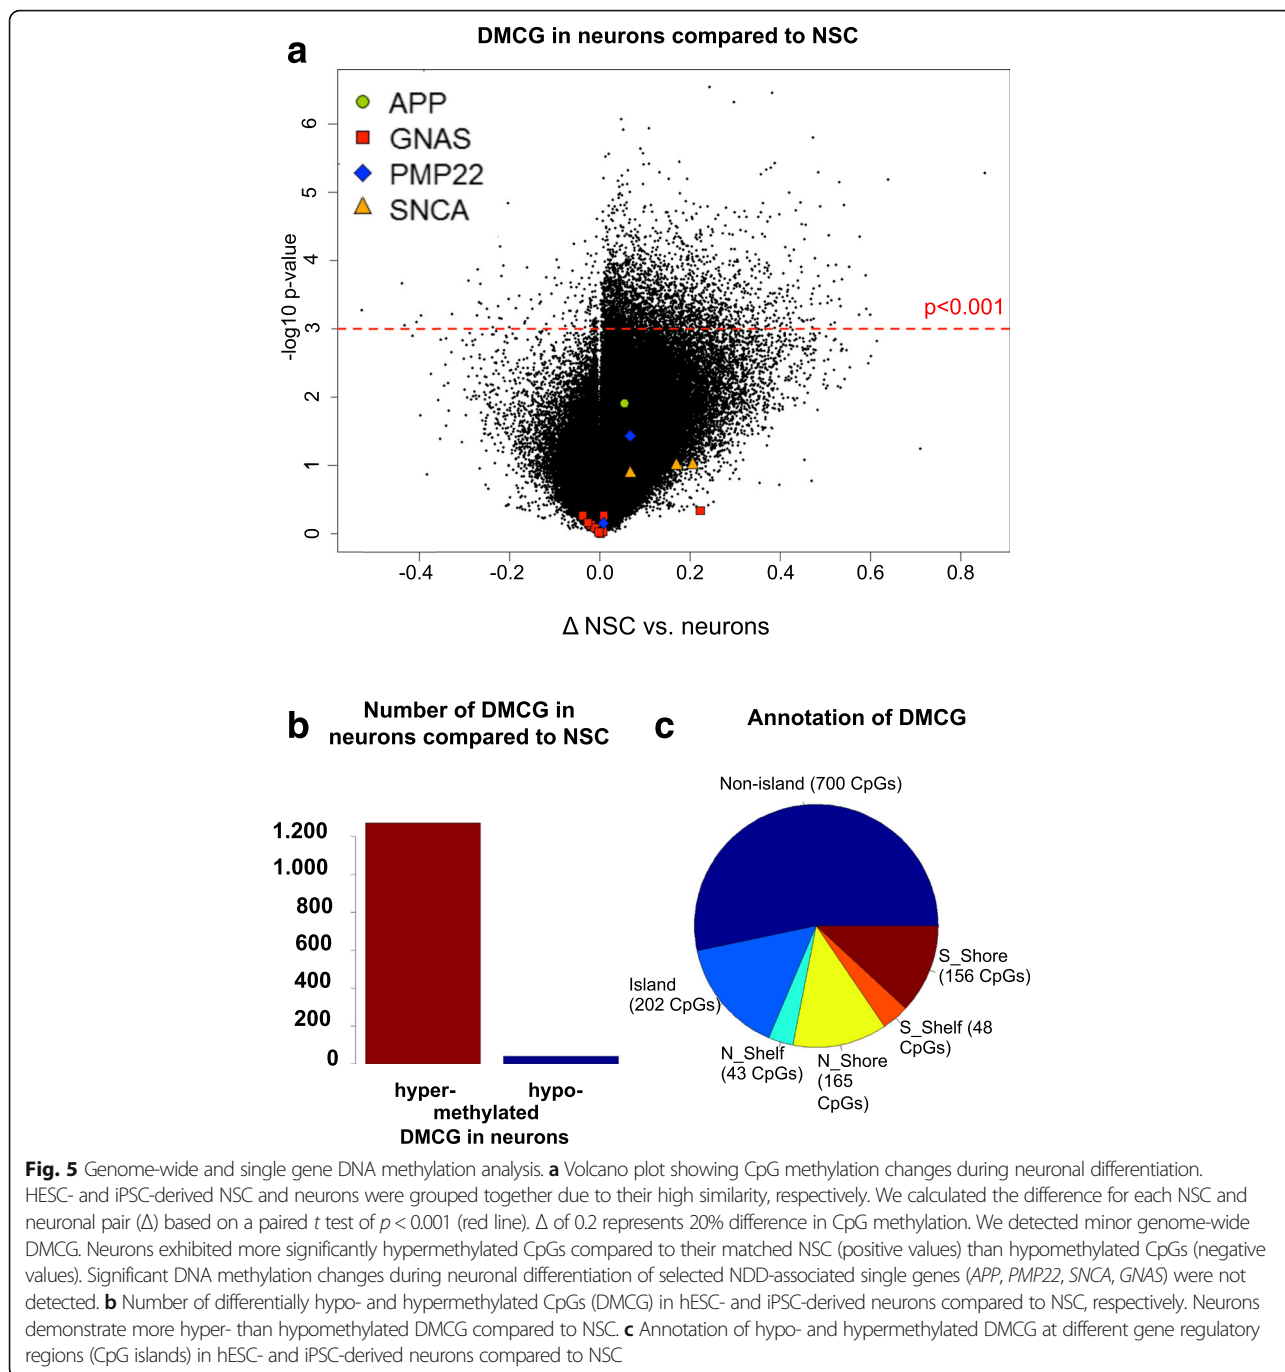 a
DMCG in neurons compared to NSC
APP
GNAS
PMP22
SNCA
p<0.001
-log10 p-value
6
5
4
3
2
1
0
-0.4 -0.2 0.0 0.2 0.4 0.6 0.8
Δ NSC vs. neurons
b
Number of DMCG in
neurons compared to NSC
1.200
1.000
800
600
400
200
0
hyper- hypo-
methylated
DMCG in neurons
c
Annotation of DMCG
Non-island (700 CpGs)
Island
(202 CpGs)
N_Shelf
(43 CpGs)
N_Shore
(165
CpGs)
S_Shelf (48
CpGs)
S_Shore
(156 CpGs)
Fig. 5 Genome-wide and single gene DNA methylation analysis. a Volcano plot showing CpG methylation changes during neuronal differentiation.
HESC- and iPSC-derived NSC and neurons were grouped together due to their high similarity, respectively. We calculated the difference for each NSC and
neuronal pair (Δ) based on a paired t test of p < 0.001 (red line). Δ of 0.2 represents 20% difference in CpG methylation. We detected minor genome-wide
DMCG. Neurons exhibited more significantly hypermethylated CpGs compared to their matched NSC (positive values) than hypomethylated CpGs (negative
values). Significant DNA methylation changes during neuronal differentiation of selected NDD-associated single genes (APP, PMP22, SNCA, GNAS) were not
detected. b Number of differentially hypo- and hypermethylated CpGs (DMCG) in hESC- and iPSC-derived neurons compared to NSC, respectively. Neurons
demonstrate more hyper- than hypomethylated DMCG compared to NSC. c Annotation of hypo- and hypermethylated DMCG at different gene regulatory
regions (CpG islands) in hESC- and iPSC-derived neurons compared to NSC